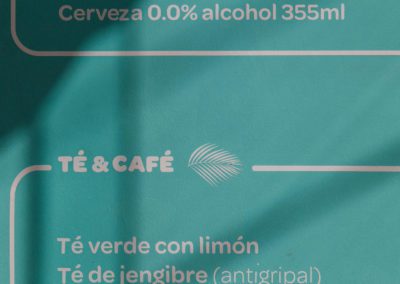 Cerveza 0.0% alcohol 355ml
TÉ & CAFÉ
Té verde con limón
Té de jengibre (antigripal)